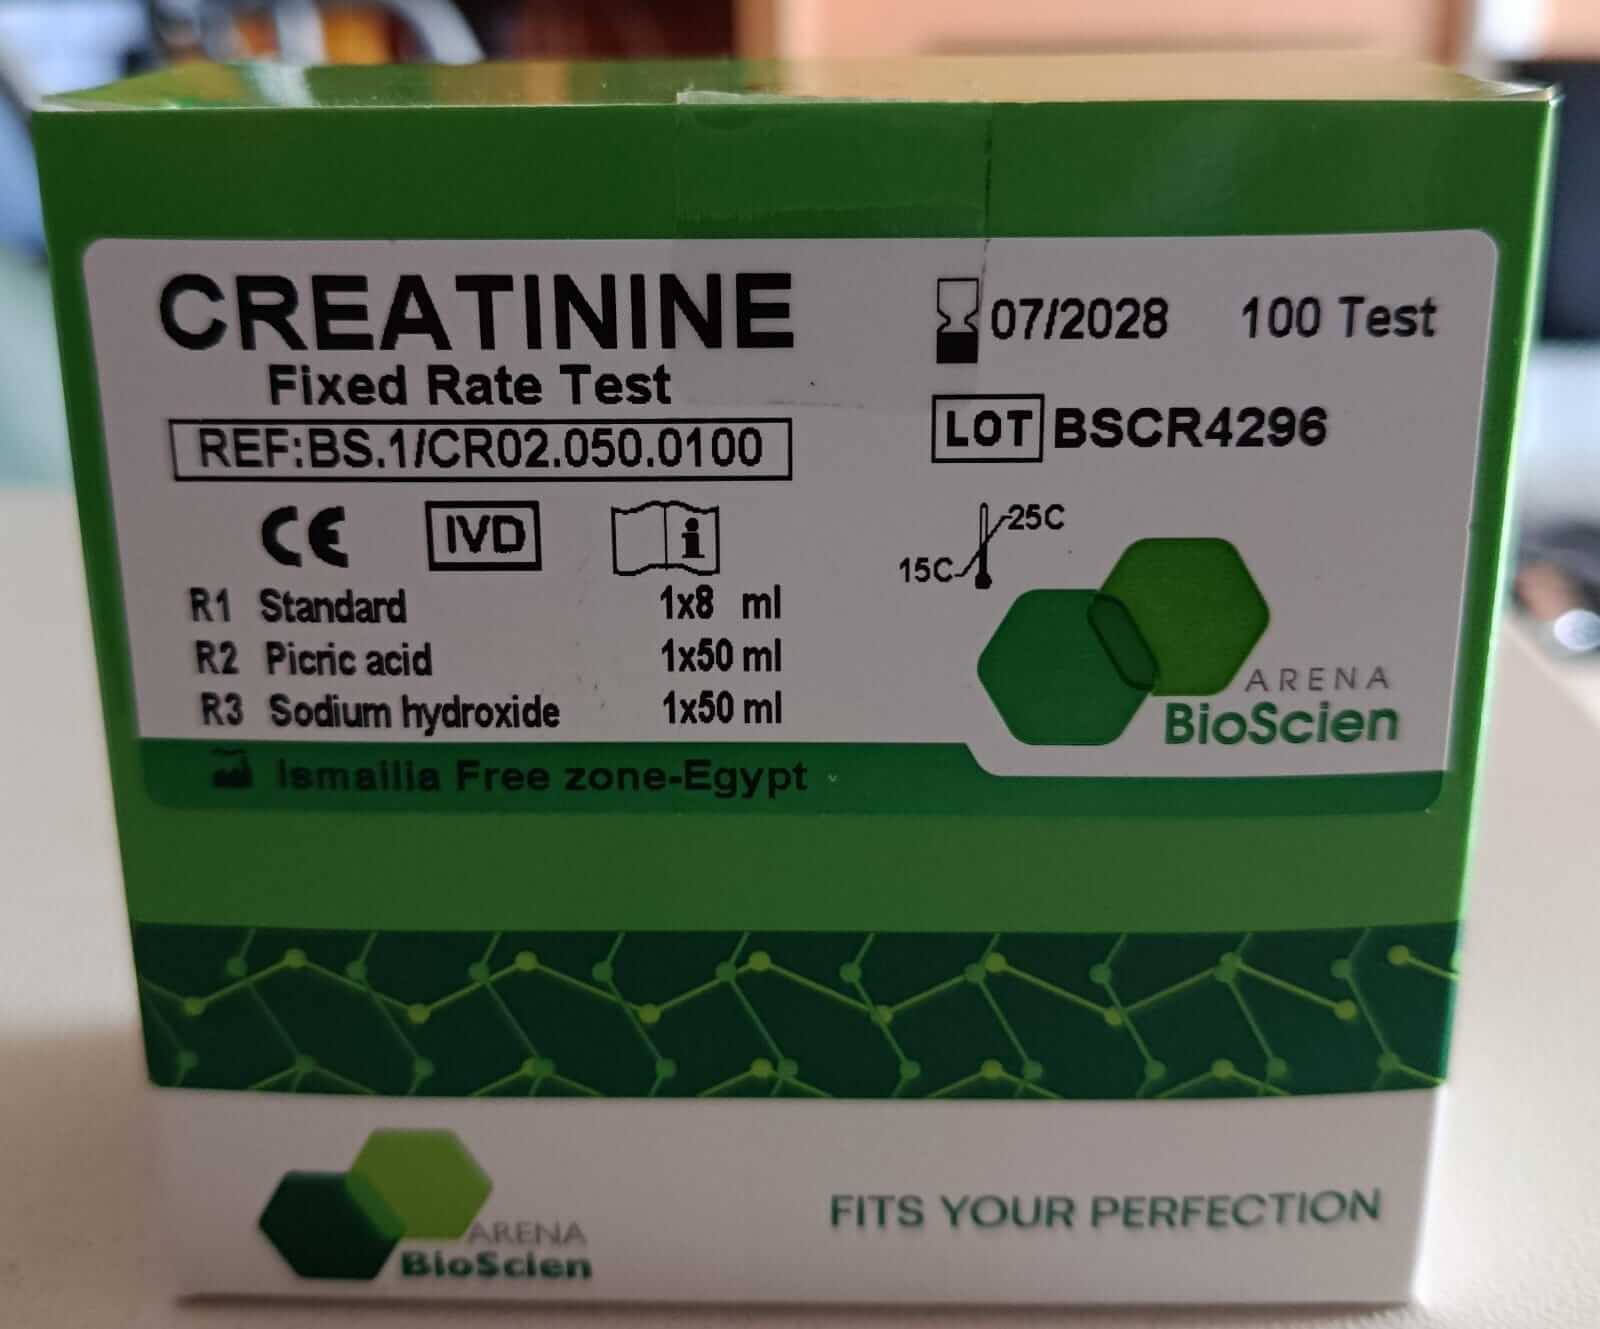 CREATININE
Fixed Rate Test
REF:BS.1/CR02.050.0100
CE IVD i
R1 Standard 1x8 ml
R2 Picric acid 1x50 ml
R3 Sodium hydroxide 1x50 ml
Ismailia Free zone-Egypt
07/2028 100 Test
LOT BSCR4296
25C
15C
ARENA
BioScien
ARENA
BioScien
FITS YOUR PERFECTION